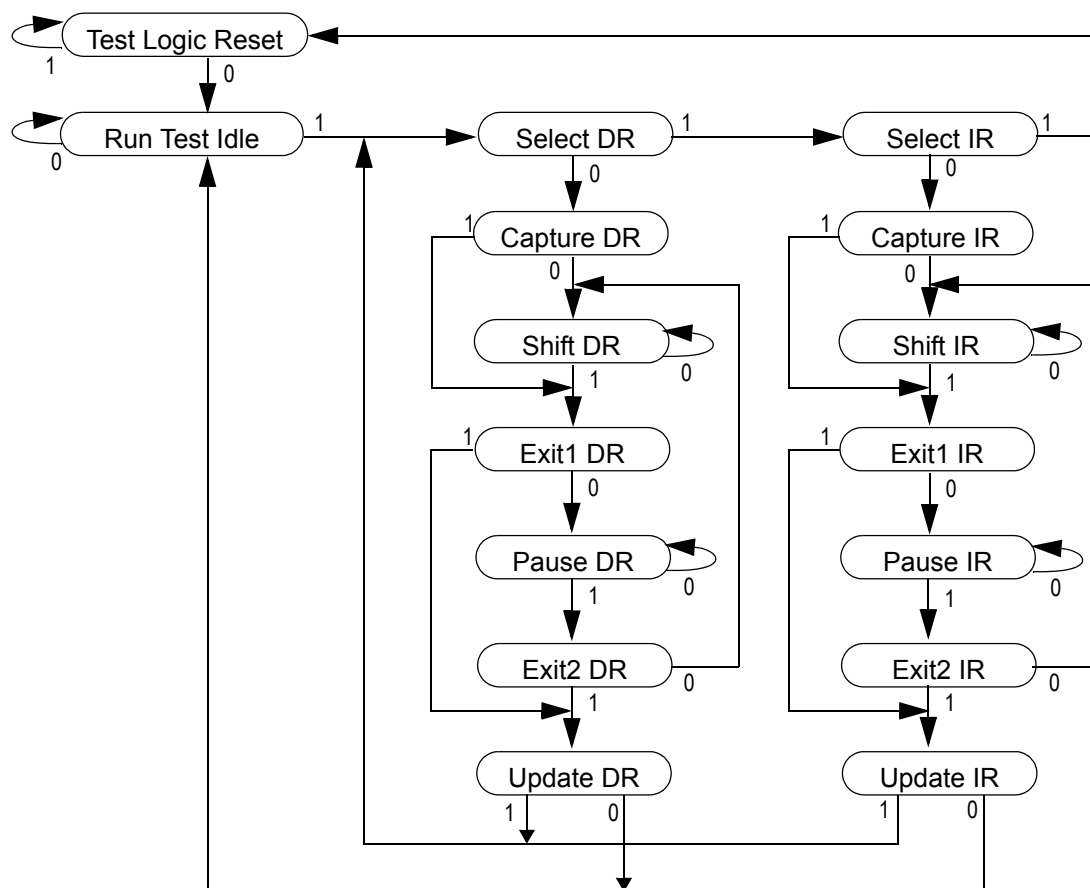 Test Logic Reset
1
0
Run Test Idle
1
0
Select DR
1
0
Select IR
1
0
Capture DR
1
0
Capture IR
1
0
Shift DR
0
1
Shift IR
0
1
Exit1 DR
1
0
Exit1 IR
1
0
Pause DR
0
1
Pause IR
0
1
Exit2 DR
0
1
Exit2 IR
0
1
Update DR
1
0
Update IR
1
0